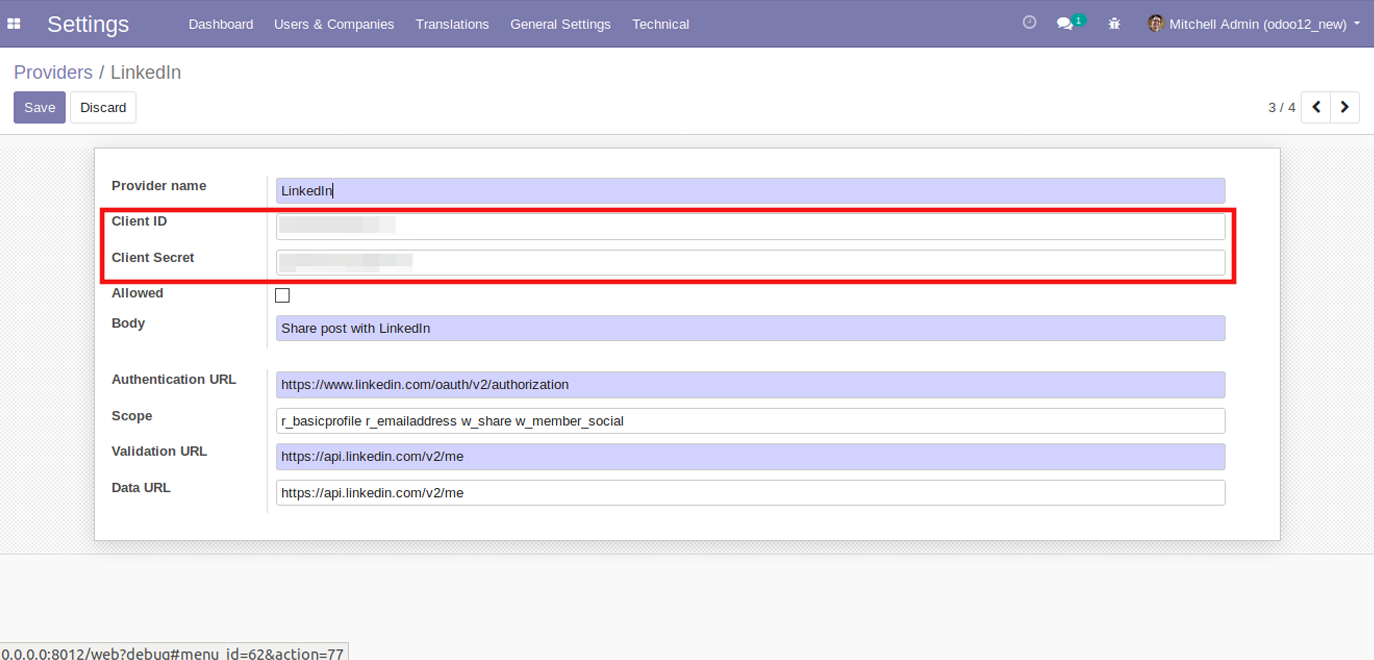 Settings Dashboard Users & Companies Translations General Settings Technical 1 Mitchell Admin (odoo12_new)
Providers / LinkedIn
Save Discard 3 / 4
Provider name LinkedIn
Client ID
Client Secret
Allowed
Body Share post with LinkedIn
Authentication URL https://www.linkedin.com/oauth/v2/authorization
Scope r_basicprofile r_emailaddress w_share w_member_social
Validation URL https://api.linkedin.com/v2/me
Data URL https://api.linkedin.com/v2/me
0.0.0.0:8012/web?debug#menu_id=62&action=77